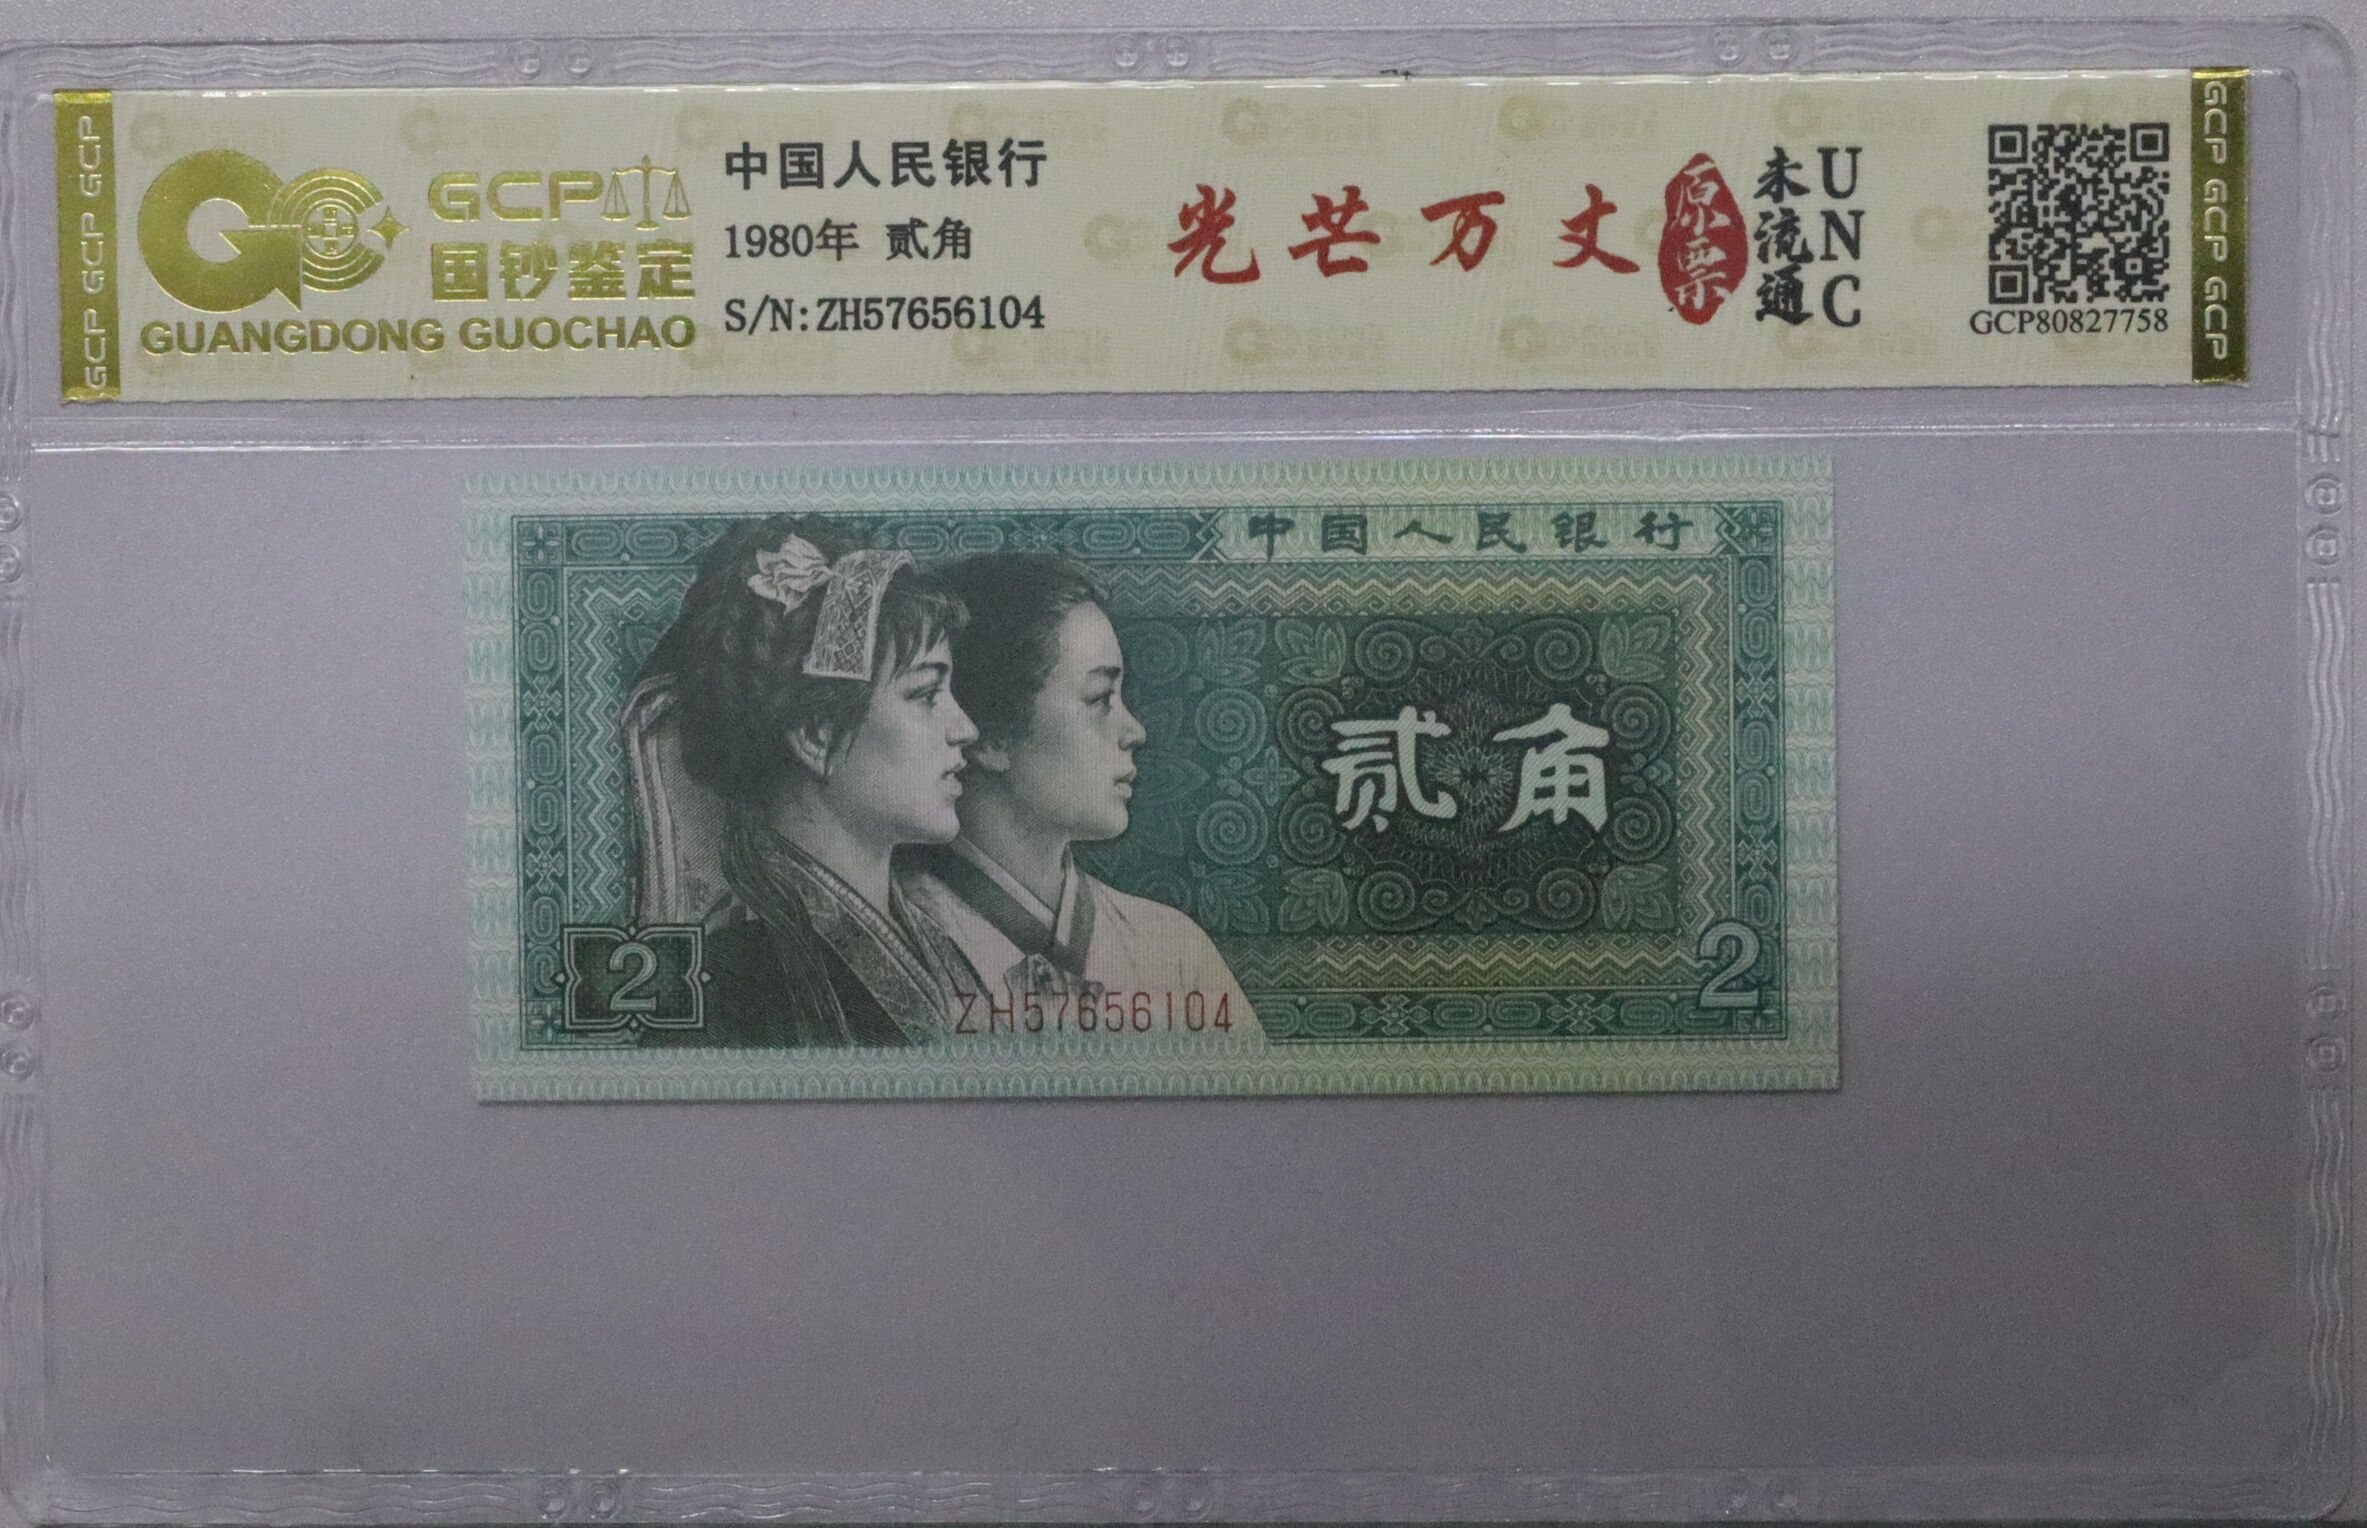 GCP GCP GCP
GCP
国钞鉴定
GUANGDONG GUOCHAO
中国人民银行
1980年 贰角
S/N:ZH57656104
光芒万丈
原票
未流通
UNC
GCP80827758
GCP GCP GCP
中国人民银行
贰角
2
2
ZH57656104